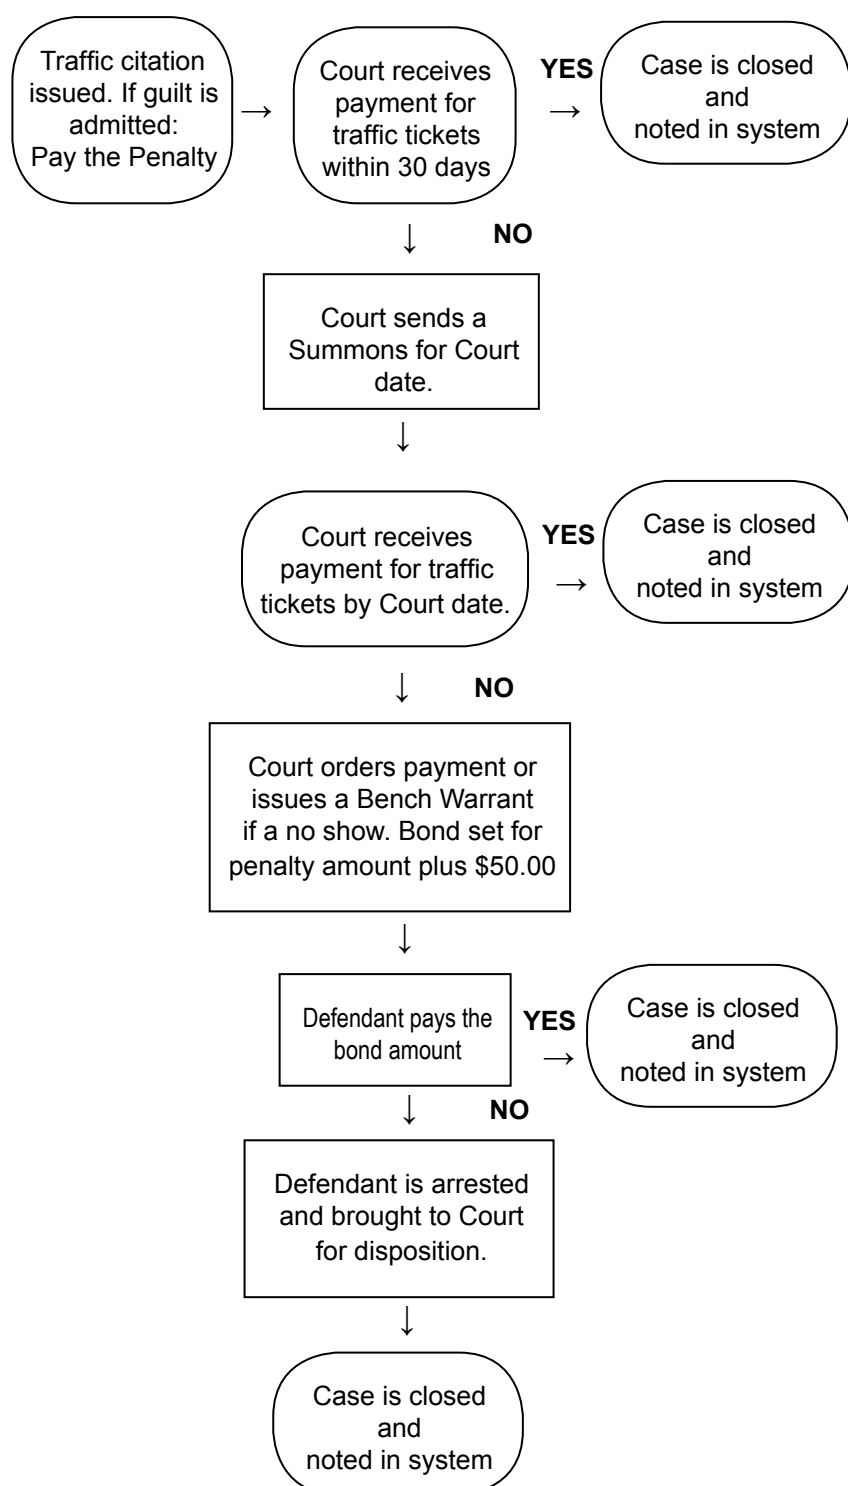 Traffic citation
issued. If guilt is
admitted:
Pay the Penalty
→
Court receives
payment for
traffic tickets
within 30 days
YES
→
Case is closed
and
noted in system
↓
NO
Court sends a
Summons for Court
date.
↓
Court receives
payment for traffic
tickets by Court date.
YES
→
Case is closed
and
noted in system
↓
NO
Court orders payment or
issues a Bench Warrant
if a no show. Bond set for
penalty amount plus $50.00
↓
Defendant pays the
bond amount
YES
→
Case is closed
and
noted in system
↓
NO
Defendant is arrested
and brought to Court
for disposition.
↓
Case is closed
and
noted in system